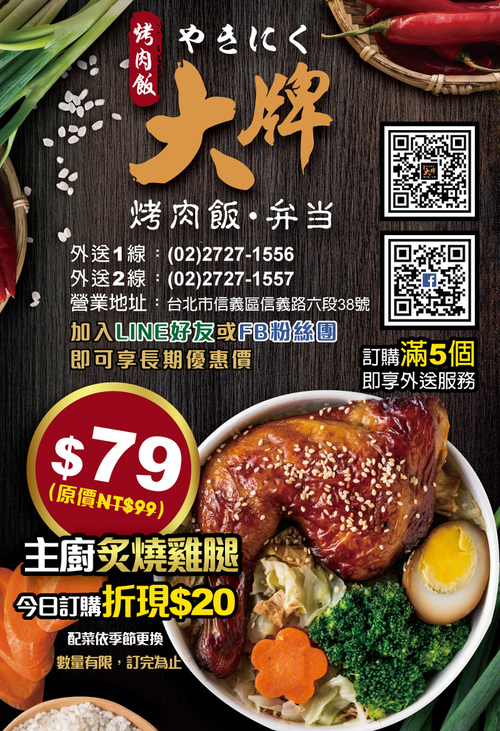 烤肉飯
やきにく
大牌
烤肉飯・弁当
外送1線：(02)2727-1556
外送2線：(02)2727-1557
營業地址：台北市信義區信義路六段38號
加入LINE好友或FB粉絲團
即可享長期優惠價
訂購滿5個
即享外送服務
$79
(原價NT$99)
主廚炙燒雞腿
今日訂購折現$20
配菜依季節更換
數量有限，訂完為止